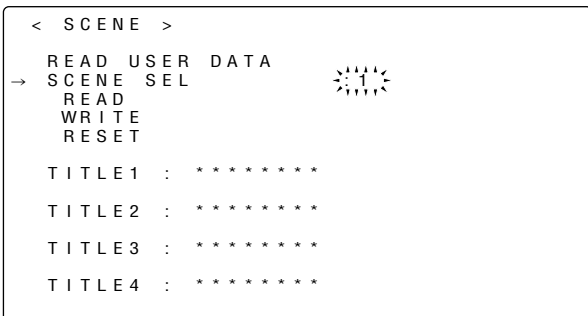 < SCENE >
READ USER DATA
→ SCENE SEL :1
READ
WRITE
RESET
TITLE1 : ********
TITLE2 : ********
TITLE3 : ********
TITLE4 : ********